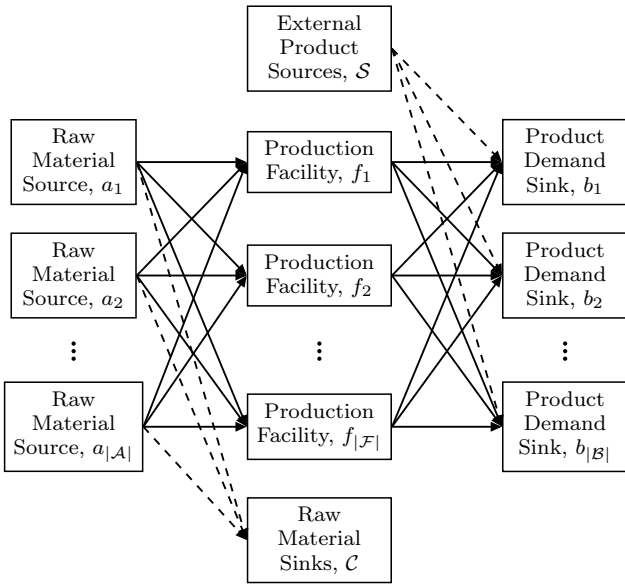 External
Product
Sources, 𝒮
Raw
Material
Source, a₁
Production
Facility, f₁
Product
Demand
Sink, b₁
Raw
Material
Source, a₂
Production
Facility, f₂
Product
Demand
Sink, b₂
⋮ ⋮ ⋮
Raw
Material
Source, a_|𝒜|
Production
Facility, f_|ℱ|
Product
Demand
Sink, b_|ℬ|
Raw
Material
Sinks, 𝒞